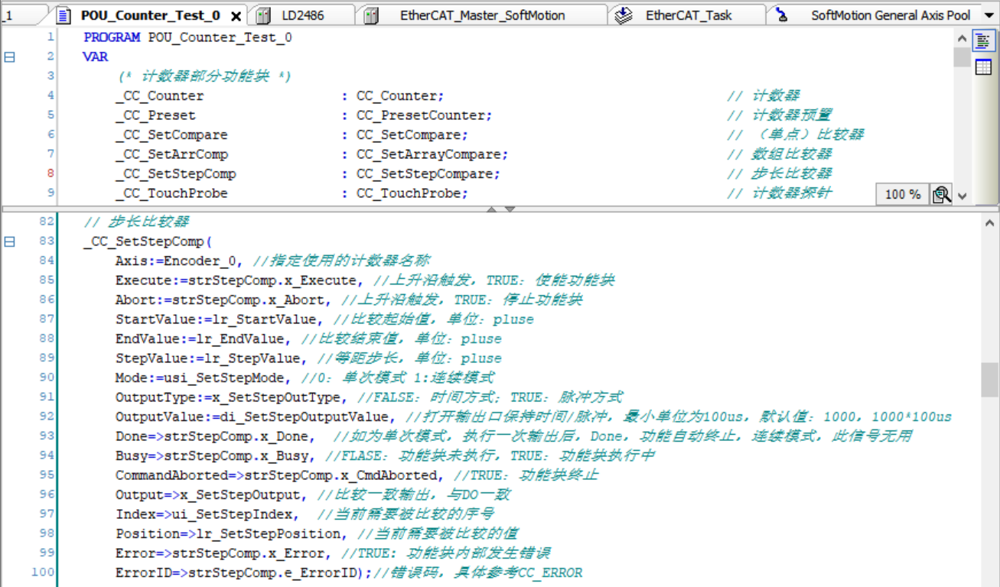 _1 POU_Counter_Test_0 LD2486 EtherCAT_Master_SoftMotion EtherCAT_Task SoftMotion General Axis Pool
1 PROGRAM POU_Counter_Test_0
2 VAR
3 (* 计数器部分功能块 *)
4 _CC_Counter : CC_Counter; // 计数器
5 _CC_Preset : CC_PresetCounter; // 计数器预置
6 _CC_SetCompare : CC_SetCompare; // （单点）比较器
7 _CC_SetArrComp : CC_SetArrayCompare; // 数组比较器
8 _CC_SetStepComp : CC_SetStepCompare; // 步长比较器
9 _CC_TouchProbe : CC_TouchProbe; // 计数器探针
100 %
82 // 步长比较器
83 _CC_SetStepComp(
84 Axis:=Encoder_0, //指定使用的计数器名称
85 Execute:=strStepComp.x_Execute, //上升沿触发，TRUE：使能功能块
86 Abort:=strStepComp.x_Abort, //上升沿触发，TRUE：停止功能块
87 StartValue:=lr_StartValue, //比较起始值，单位：pluse
88 EndValue:=lr_EndValue, //比较结束值，单位：pluse
89 StepValue:=lr_StepValue, //等距步长，单位：pluse
90 Mode:=usi_SetStepMode, //0：单次模式 1:连续模式
91 OutputType:=x_SetStepOutType, //FALSE：时间方式；TRUE：脉冲方式
92 OutputValue:=di_SetStepOutputValue, //打开输出口保持时间/脉冲，最小单位为100us，默认值：1000，1000*100us
93 Done=>strStepComp.x_Done, //如为单次模式，执行一次输出后，Done，功能自动终止，连续模式，此信号无用
94 Busy=>strStepComp.x_Busy, //FLASE：功能块未执行，TRUE：功能块执行中
95 CommandAborted=>strStepComp.x_CmdAborted, //TRUE：功能块终止
96 Output=>x_SetStepOutput, //比较一致输出，与DO一致
97 Index=>ui_SetStepIndex, //当前需要被比较的序号
98 Position=>lr_SetStepPosition, //当前需要被比较的值
99 Error=>strStepComp.x_Error, //TRUE：功能块内部发生错误
100 ErrorID=>strStepComp.e_ErrorID);//错误码，具体参考CC_ERROR